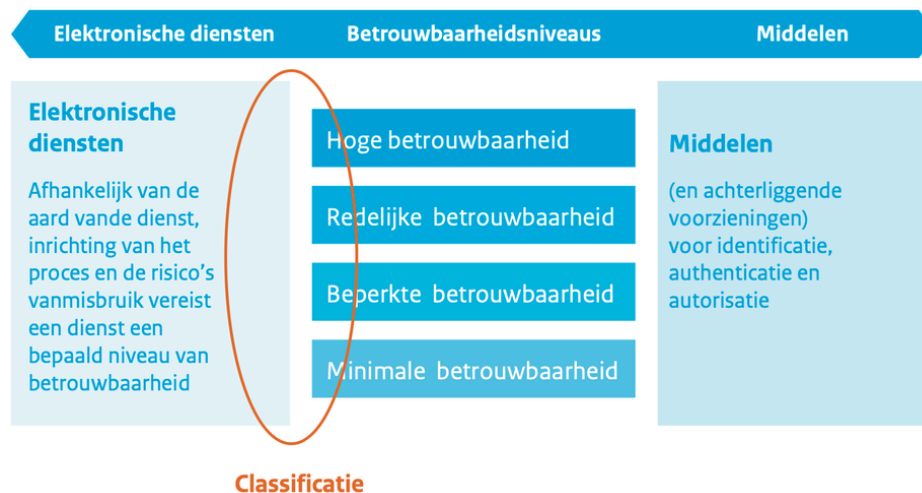 Elektronische diensten
Betrouwbaarheidsniveaus
Middelen
Elektronische
diensten
Afhankelijk van de
aard vande dienst,
inrichting van het
proces en de risico's
vanmisbruik vereist
een dienst een
bepaald niveau van
betrouwbaarheid
Hoge betrouwbaarheid
Redelijke betrouwbaarheid
Beperkte betrouwbaarheid
Minimale betrouwbaarheid
Middelen
(en achterliggende
voorzieningen)
voor identificatie,
authenticatie en
autorisatie
Classificatie